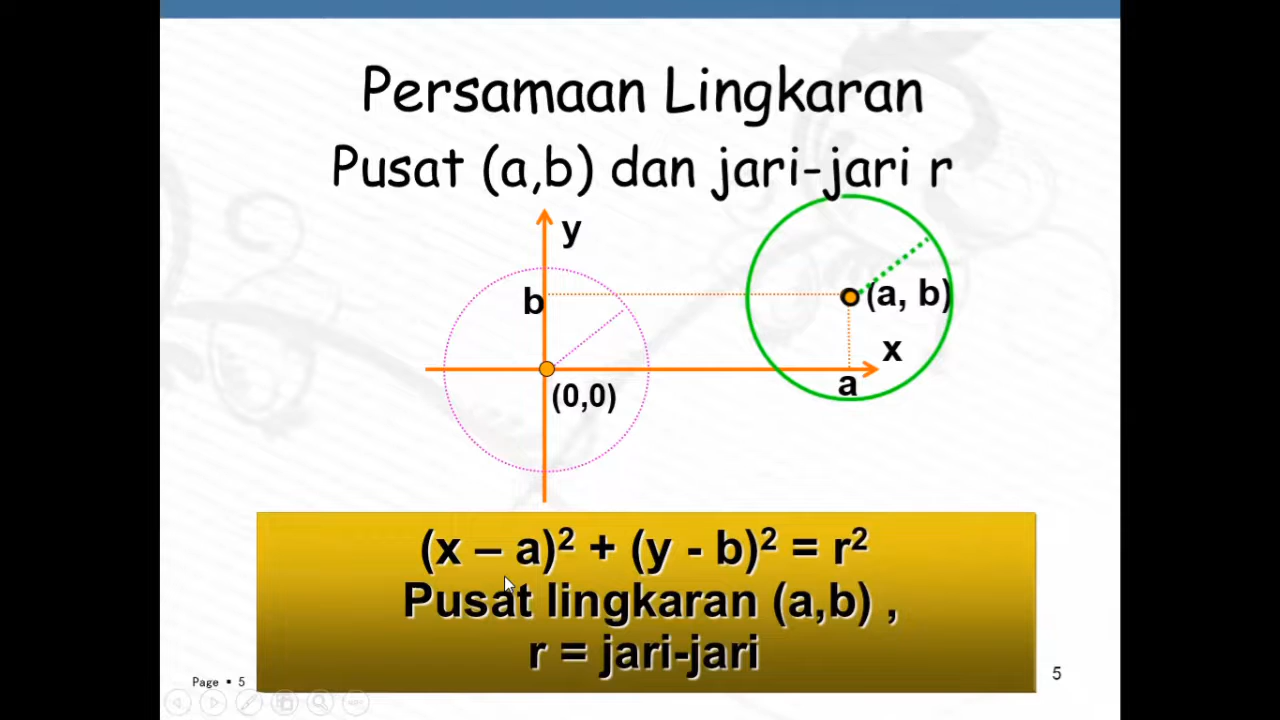 Persamaan Lingkaran
Pusat (a,b) dan jari-jari r
y
b
(a, b)
x
a
(0,0)
(x – a)² + (y - b)² = r²
Pusat lingkaran (a,b) ,
r = jari-jari
Page ▪ 5
5